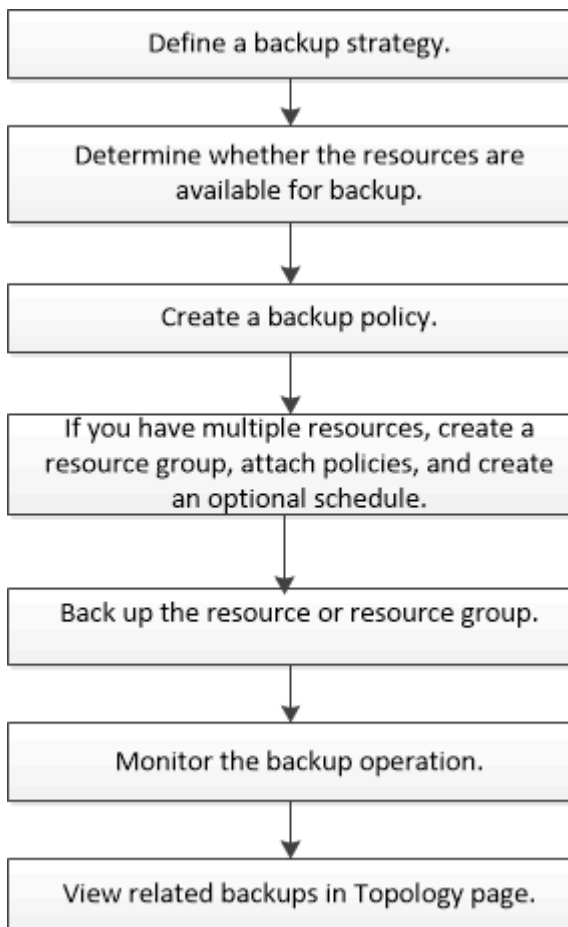 Define a backup strategy.
Determine whether the resources are
available for backup.
Create a backup policy.
If you have multiple resources, create a
resource group, attach policies, and create
an optional schedule.
Back up the resource or resource group.
Monitor the backup operation.
View related backups in Topology page.